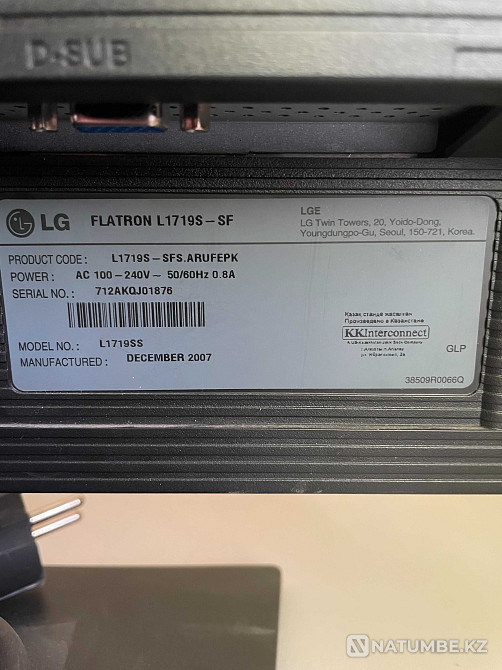 D-SUB
LG FLATRON L1719S-SF
LGE
LG Twin Towers, 20, Yoido-Dong,
Youngdungpo-Gu, Seoul, 150-721, Korea.
PRODUCT CODE: L1719S-SFS.ARUFEPK
POWER: AC 100-240V~ 50/60Hz 0.8A
SERIAL NO.: 712AKQJ01876
MODEL NO.: L1719SS
MANUFACTURED: DECEMBER 2007
Произведено в Казахстане
KKInterconnect
GLP
38509R0066Q
NATUMBE.KZ